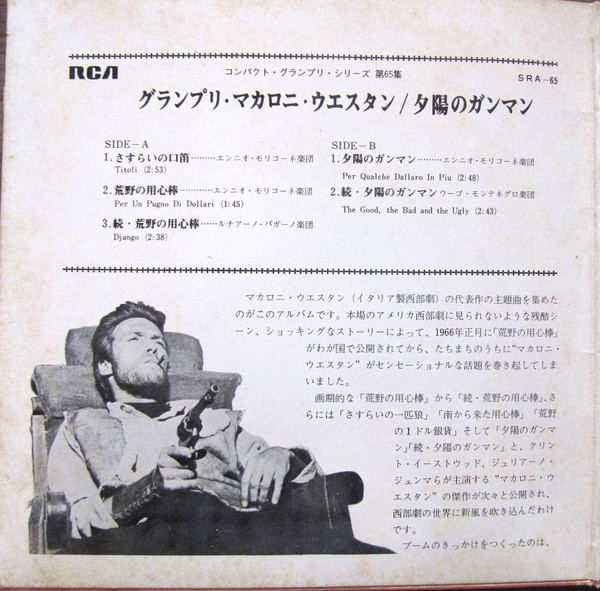 RCA
コンパクト・グランプリ・シリーズ 第65集
SRA-65
グランプリ・マカロニ・ウエスタン/夕陽のガンマン
SIDE-A
1.さすらいの口笛………エンニオ・モリコーネ楽団
Titoli (2:53)
2.荒野の用心棒…………エンニオ・モリコーネ楽団
Per Un Pugno Di Dollari (1:45)
3.続・荒野の用心棒……ルチアーノ・パガーノ楽団
Django (2:38)
SIDE-B
1.夕陽のガンマン………エンニオ・モリコーネ楽団
Per Qualche Dallaro In Piu (2:48)
2.続・夕陽のガンマン ウーゴ・モンテネグロ楽団
The Good, the Bad and the Ugly (2:43)
マカロニ・ウエスタン(イタリア製西部劇)の代表作の主題曲を集めた
のがこのアルバムです。本場のアメリカ西部劇に見られないような残酷シ
ーン、ショッキングなストーリーによって、1966年正月に「荒野の用心棒」
がわが国で公開されてから、たちまちのうちに“マカロニ・
ウエスタン”がセンセーショナルな話題を巻き起してしま
いました。
画期的な「荒野の用心棒」から「続・荒野の用心棒」、さ
らには「さすらいの一匹狼」「南から来た用心棒」「荒野
の1ドル銀貨」そして「夕陽のガンマ
ン」「続・夕陽のガンマン」と、クリン
ト・イーストウッド、ジュリアーノ・
ジェンマらが主演する“マカロニ・ウ
エスタン”の傑作が次々と公開され、
西部劇の世界に新風を吹き込んだわけ
です。
ブームのきっかけをつくったのは、